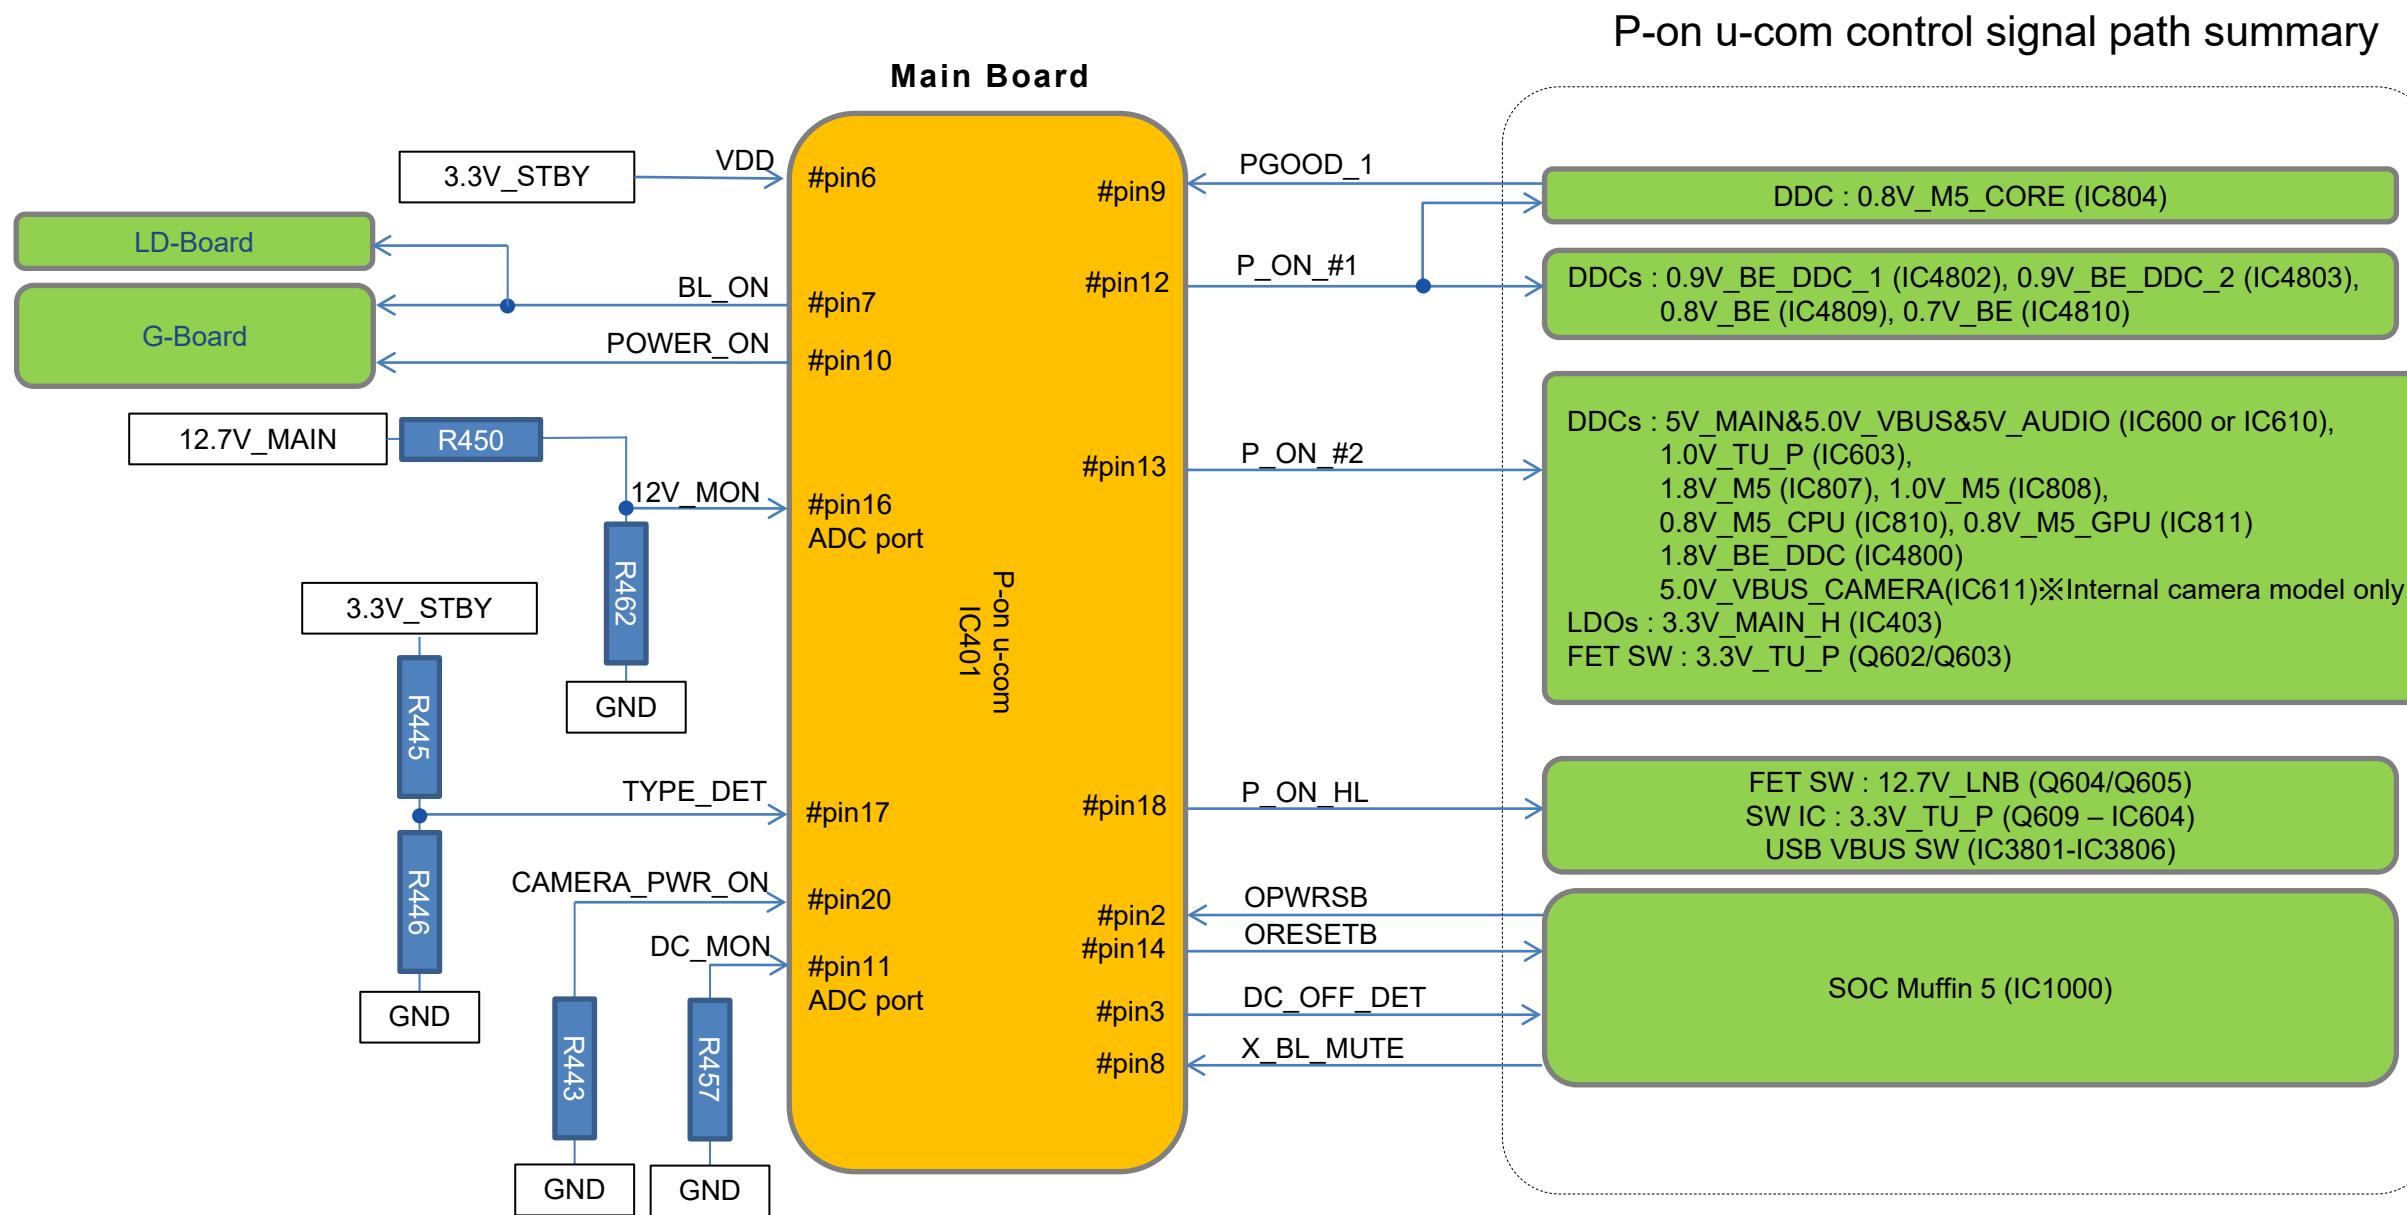 P-on u-com control signal path summary
Main Board
3.3V_STBY
VDD
#pin6
LD-Board
G-Board
BL_ON
#pin7
POWER_ON
#pin10
12.7V_MAIN
R450
12V_MON
#pin16
ADC port
R462
GND
3.3V_STBY
R445
TYPE_DET
#pin17
R446
GND
CAMERA_PWR_ON
#pin20
R443
GND
DC_MON
#pin11
ADC port
R457
GND
P-on u-com
IC401
#pin9
PGOOD_1
#pin12
P_ON_#1
#pin13
P_ON_#2
#pin18
P_ON_HL
#pin2
OPWRSB
#pin14
ORESETB
#pin3
DC_OFF_DET
#pin8
X_BL_MUTE
DDC : 0.8V_M5_CORE (IC804)
DDCs : 0.9V_BE_DDC_1 (IC4802), 0.9V_BE_DDC_2 (IC4803),
0.8V_BE (IC4809), 0.7V_BE (IC4810)
DDCs : 5V_MAIN&5.0V_VBUS&5V_AUDIO (IC600 or IC610),
1.0V_TU_P (IC603),
1.8V_M5 (IC807), 1.0V_M5 (IC808),
0.8V_M5_CPU (IC810), 0.8V_M5_GPU (IC811)
1.8V_BE_DDC (IC4800)
5.0V_VBUS_CAMERA(IC611)※Internal camera model only
LDOs : 3.3V_MAIN_H (IC403)
FET SW : 3.3V_TU_P (Q602/Q603)
FET SW : 12.7V_LNB (Q604/Q605)
SW IC : 3.3V_TU_P (Q609 – IC604)
USB VBUS SW (IC3801-IC3806)
SOC Muffin 5 (IC1000)